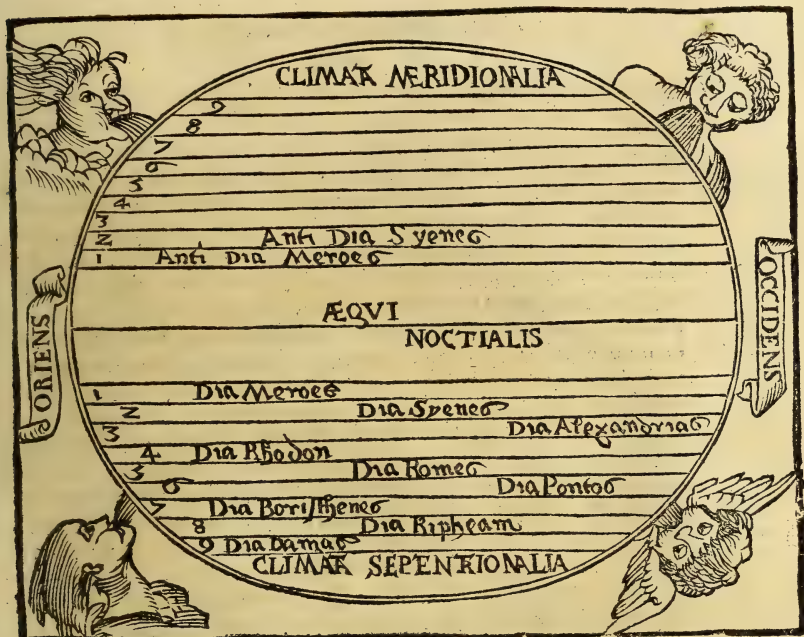 CLIMATA MERIDIONALIA
9
8
7
6
5
4
3
2 Anti Dia Syenes
1 Anti Dia Meroes
ÆQVI
NOCTIALIS
ORIENS
OCCIDENS
1 Dia Meroes
2 Dia Syenes
3 Dia Alexandrias
4 Dia Rhodon
5 Dia Romes
6 Dia Pontos
7 Dia Boristhenes
8 Dia Ripheam
9 Dia Damas
CLIMATA SEPTENTRIONALIA